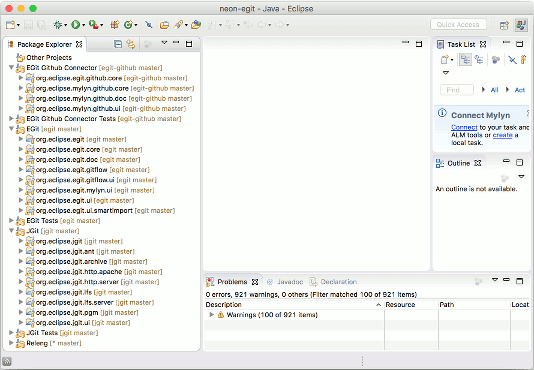 neon-egit - Java - Eclipse
Quick Access
Package Explorer
Other Projects
EGit Github Connector [egit-github master]
org.eclipse.egit.github.core [egit-github master]
org.eclipse.mylyn.github.core [egit-github master]
org.eclipse.mylyn.github.doc [egit-github master]
org.eclipse.mylyn.github.ui [egit-github master]
EGit Github Connector Tests [egit-github master]
EGit [egit master]
org.eclipse.egit [egit master]
org.eclipse.egit.core [egit master]
org.eclipse.egit.doc [egit master]
org.eclipse.egit.gitflow [egit master]
org.eclipse.egit.gitflow.ui [egit master]
org.eclipse.egit.mylyn.ui [egit master]
org.eclipse.egit.ui [egit master]
org.eclipse.egit.ui.smartimport [egit master]
EGit Tests [egit master]
JGit [jgit master]
org.eclipse.jgit [jgit master]
org.eclipse.jgit.ant [jgit master]
org.eclipse.jgit.archive [jgit master]
org.eclipse.jgit.http.apache [jgit master]
org.eclipse.jgit.http.server [jgit master]
org.eclipse.jgit.lfs [jgit master]
org.eclipse.jgit.lfs.server [jgit master]
org.eclipse.jgit.pgm [jgit master]
org.eclipse.jgit.ui [jgit master]
JGit Tests [jgit master]
Releng [* master]
Task List
Find All Act
Connect Mylyn
Connect to your task and
ALM tools or create a
local task.
Outline
An outline is not available.
Problems Javadoc Declaration
0 errors, 921 warnings, 0 others (Filter matched 100 of 921 items)
Description Resource Path Locat
Warnings (100 of 921 items)